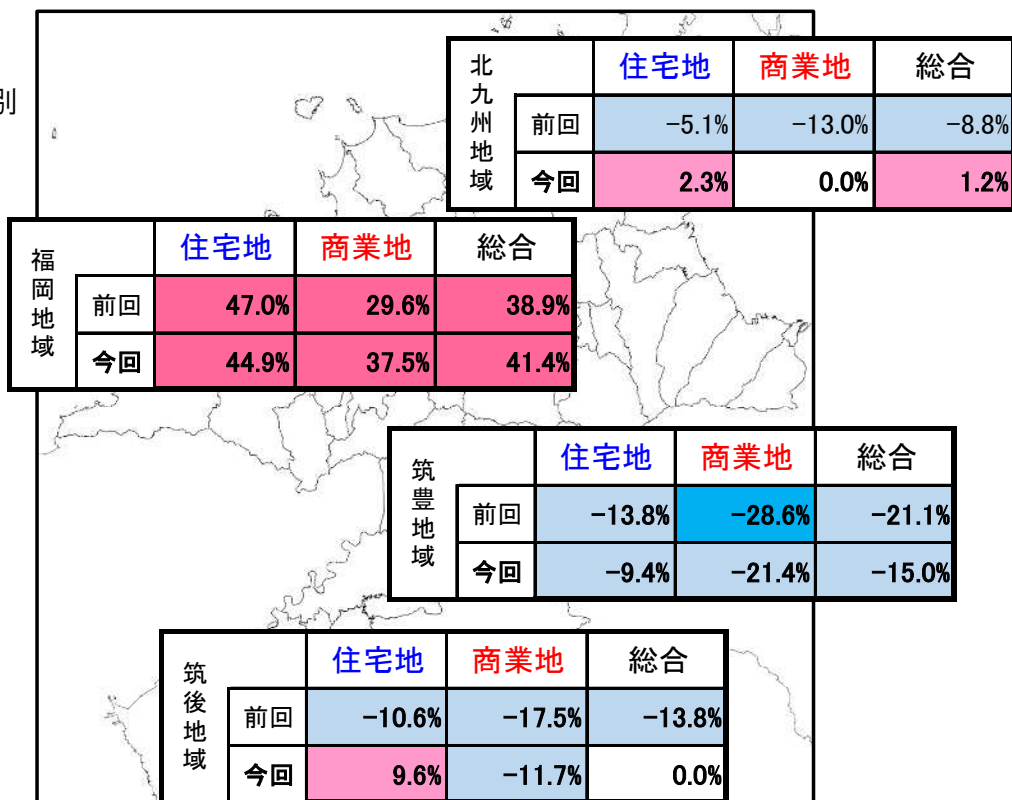 別
北九州地域
住宅地 商業地 総合
前回 -5.1% -13.0% -8.8%
今回 2.3% 0.0% 1.2%
福岡地域
住宅地 商業地 総合
前回 47.0% 29.6% 38.9%
今回 44.9% 37.5% 41.4%
筑豊地域
住宅地 商業地 総合
前回 -13.8% -28.6% -21.1%
今回 -9.4% -21.4% -15.0%
筑後地域
住宅地 商業地 総合
前回 -10.6% -17.5% -13.8%
今回 9.6% -11.7% 0.0%